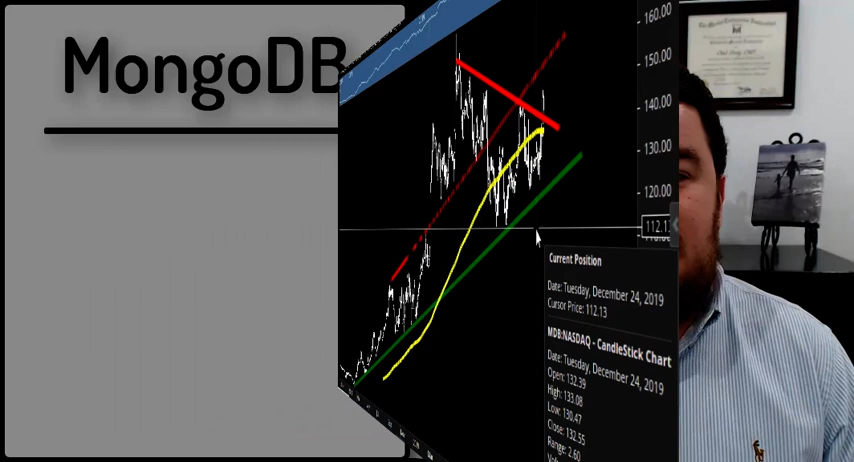 MongoDB
160.00
150.00
140.00
130.00
120.00
112.13
Current Position
Date: Tuesday, December 24, 2019
Cursor Price: 112.13
MDB:NASDAQ - CandleStick Chart
Date: Tuesday, December 24, 2019
Open: 132.39
High: 133.08
Low: 130.47
Close: 132.55
Range: 2.60